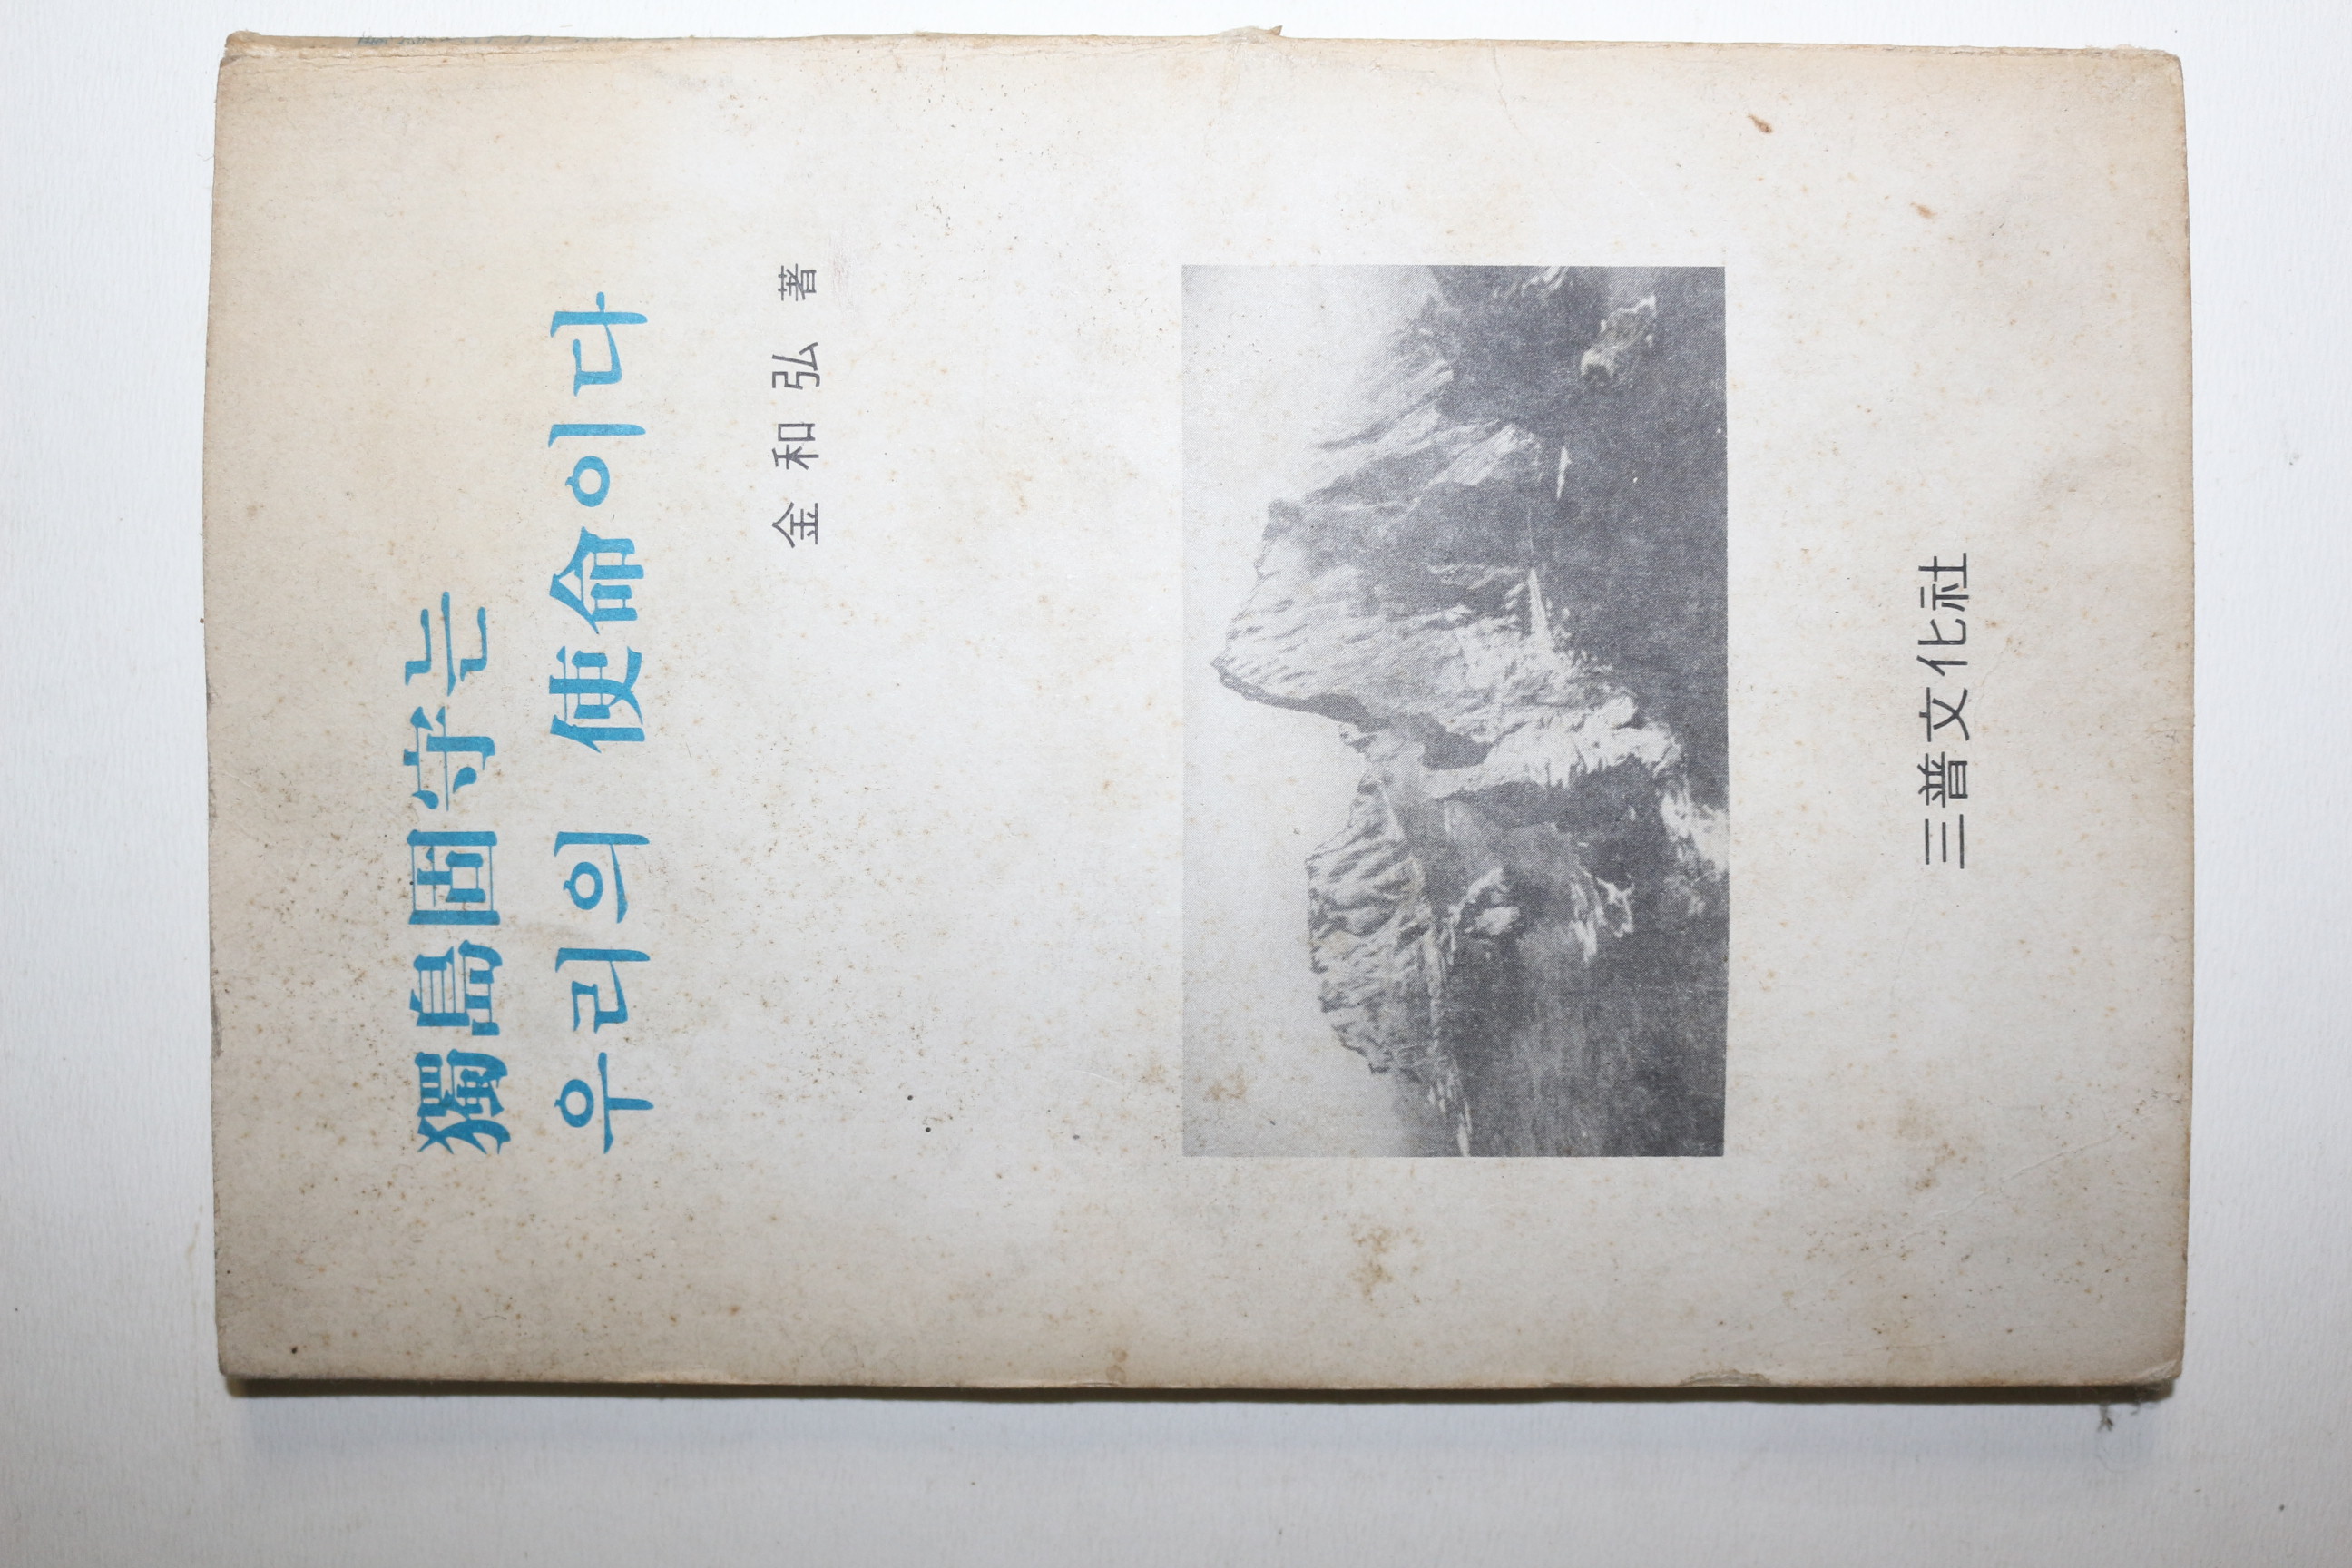 獨島固守는
우리의 使命이다
金和弘 著
三普文化社